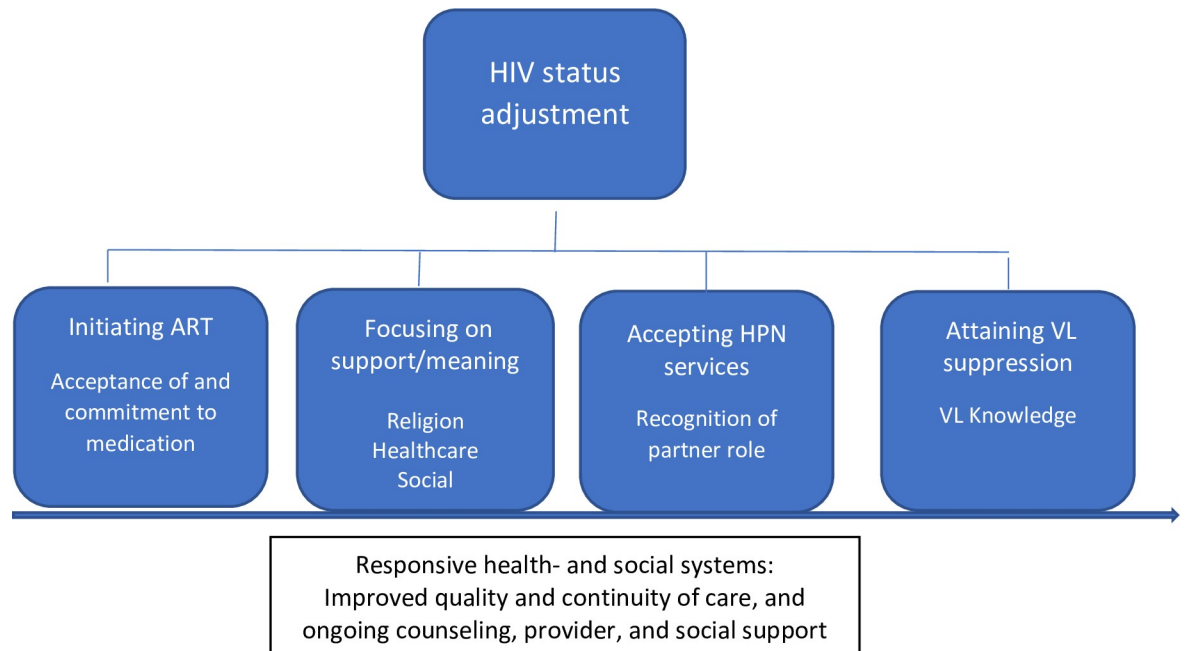 HIV status
adjustment
Initiating ART
Acceptance of and
commitment to
medication
Focusing on
support/meaning
Religion
Healthcare
Social
Accepting HPN
services
Recognition of
partner role
Attaining VL
suppression
VL Knowledge
Responsive health- and social systems:
Improved quality and continuity of care, and
ongoing counseling, provider, and social support